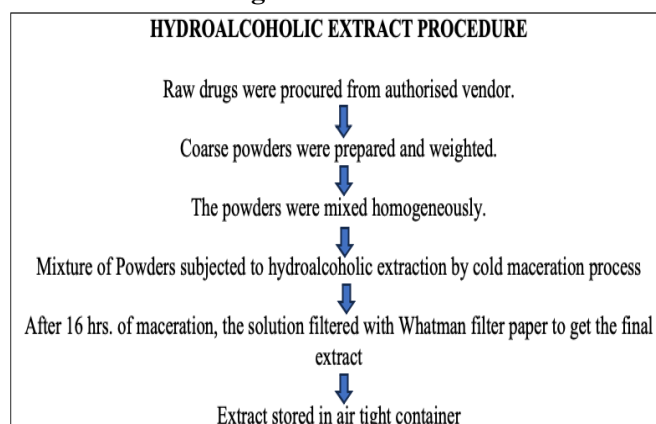 HYDROALCOHOLIC EXTRACT PROCEDURE
Raw drugs were procured from authorised vendor.
Coarse powders were prepared and weighted.
The powders were mixed homogeneously.
Mixture of Powders subjected to hydroalcoholic extraction by cold maceration process
After 16 hrs. of maceration, the solution filtered with Whatman filter paper to get the final
extract
Extract stored in air tight container